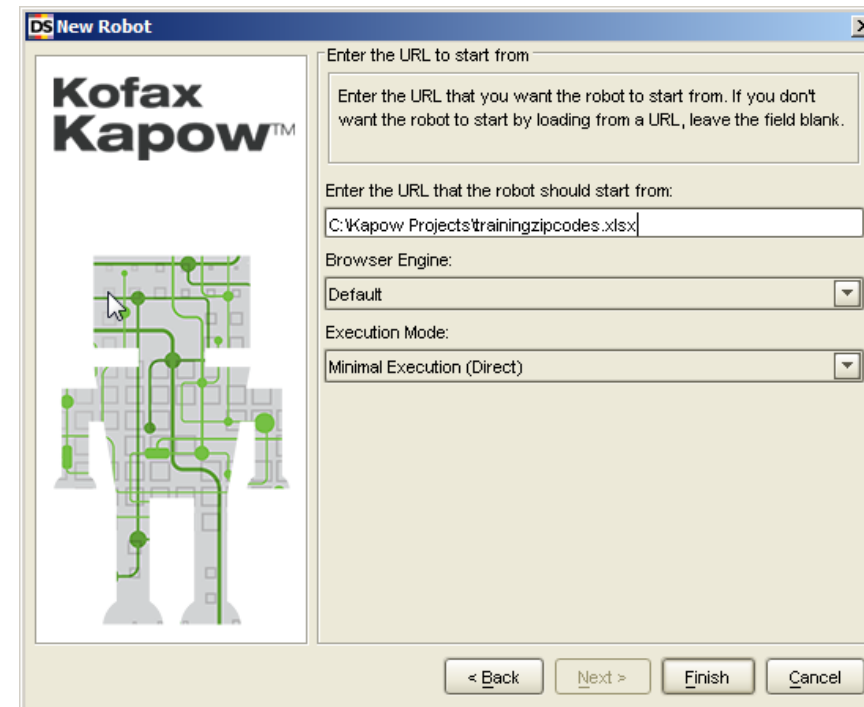 DS New Robot
Kofax
Kapow™
Enter the URL to start from
Enter the URL that you want the robot to start from. If you don't
want the robot to start by loading from a URL, leave the field blank.
Enter the URL that the robot should start from:
C:\Kapow Projects\trainingzipcodes.xlsx
Browser Engine:
Default
Execution Mode:
Minimal Execution (Direct)
< Back
Next >
Finish
Cancel